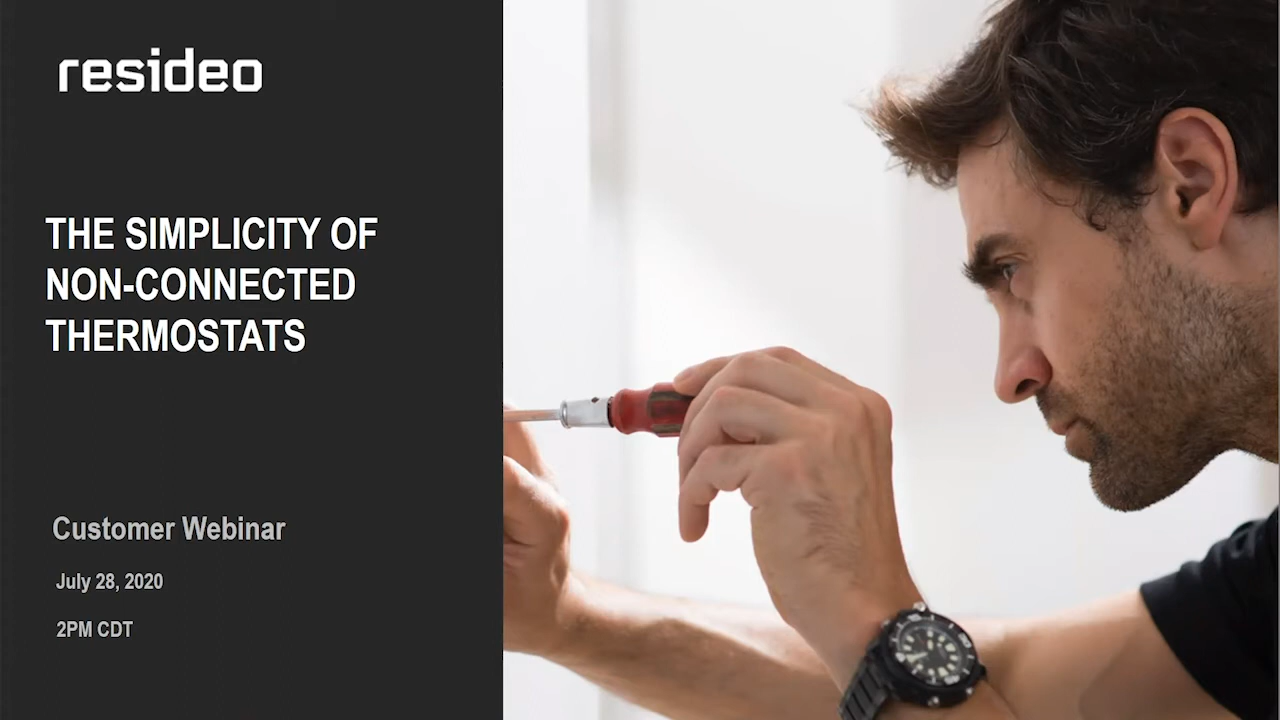 resideo
THE SIMPLICITY OF
NON-CONNECTED
THERMOSTATS
Customer Webinar
July 28, 2020
2PM CDT